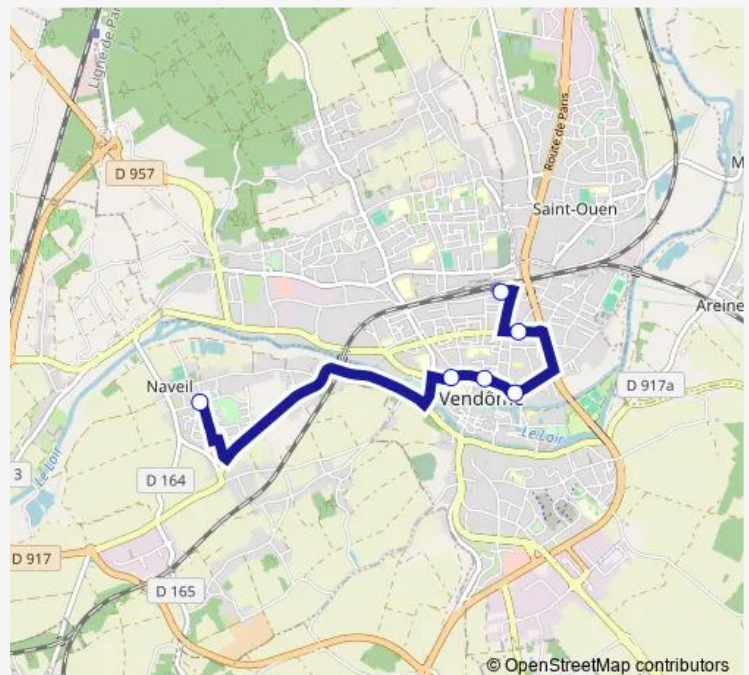 Ligne de Par
D 957
Route de Paris
Saint-Ouen
M
Areine
Naveil
D 917a
Vendôme
Le Loir
Le Loir
3
D 164
D 917
D 165
© OpenStreetMap contributors